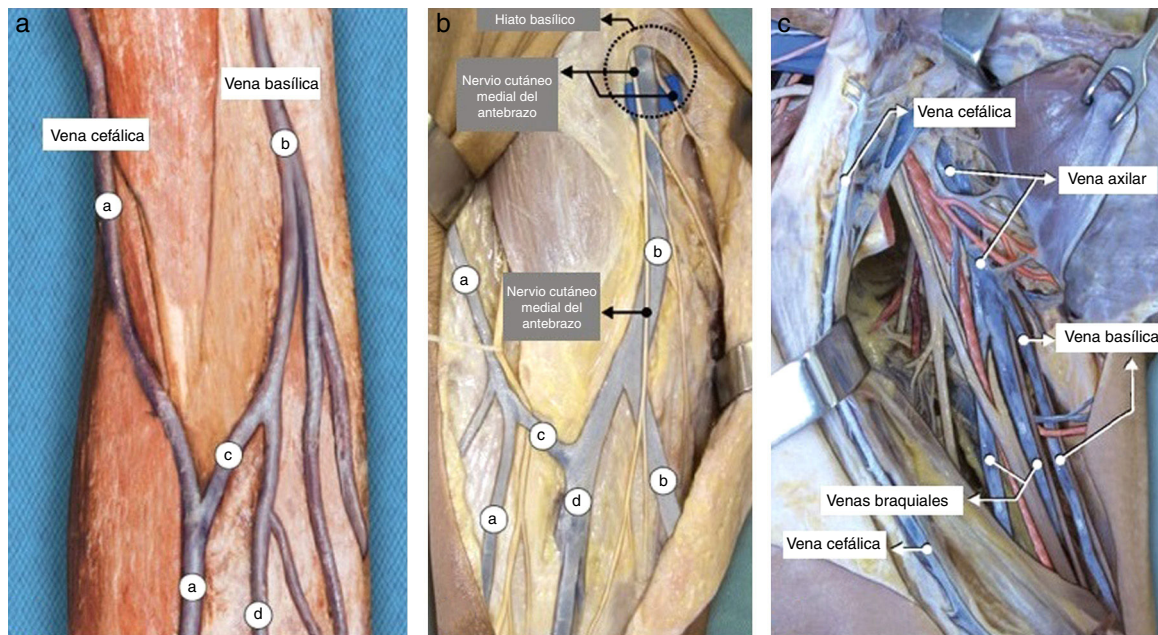 a
Vena basílica
Vena cefálica
b
a
c
a
d
b
Hiato basílico
Nervio cutáneo
medial del
antebrazo
b
a
Nervio cutáneo
medial del
antebrazo
c
b
d
a
c
Vena cefálica
Vena axilar
Vena basílica
Venas braquiales
Vena cefálica